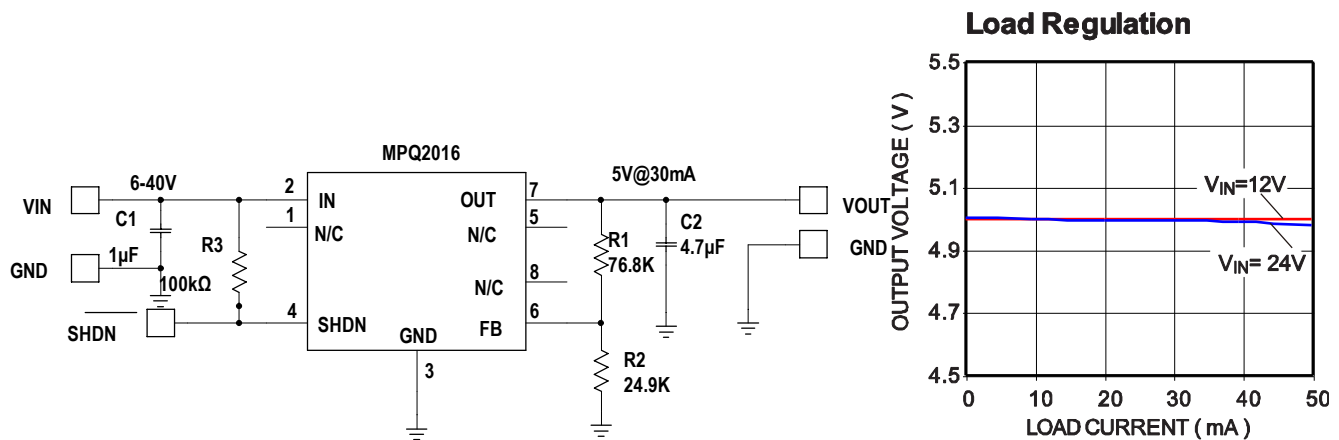 MPQ2016
VIN
6-40V
2
IN
OUT
7
5V@30mA
VOUT
C1
1
N/C
N/C
5
C2
4.7µF
R1
76.8K
GND
1µF
R3
100kΩ
GND
N/C
8
SHDN
4
SHDN
GND
FB
6
3
R2
24.9K
Load Regulation
OUTPUT VOLTAGE ( V )
5.5
5.3
5.1
4.9
4.7
4.5
VIN=12V
VIN= 24V
0 10 20 30 40 50
LOAD CURRENT ( mA )